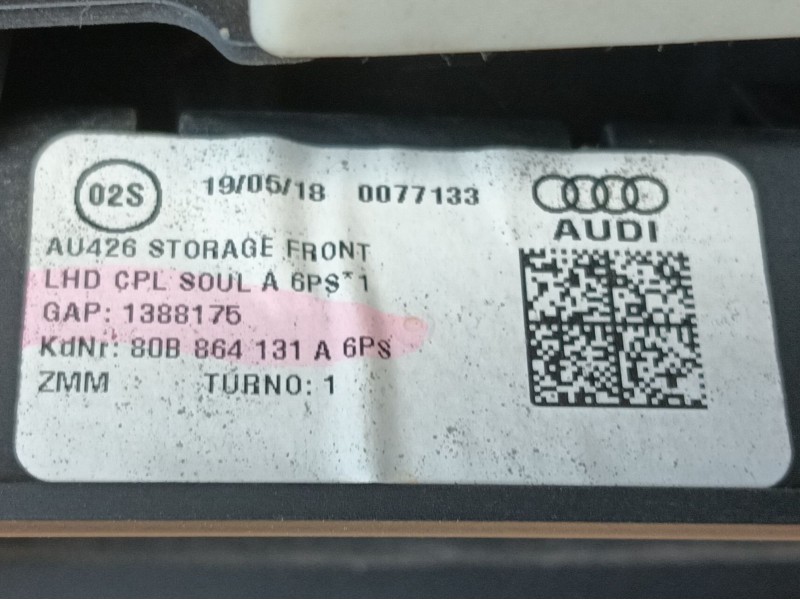 02S 19/05/18 0077133
AUDI
AU426 STORAGE FRONT
LHD CPL SOUL A 6PS*1
GAP: 1388175
KdNr: 80B 864 131 A 6PS
ZMM TURNO: 1